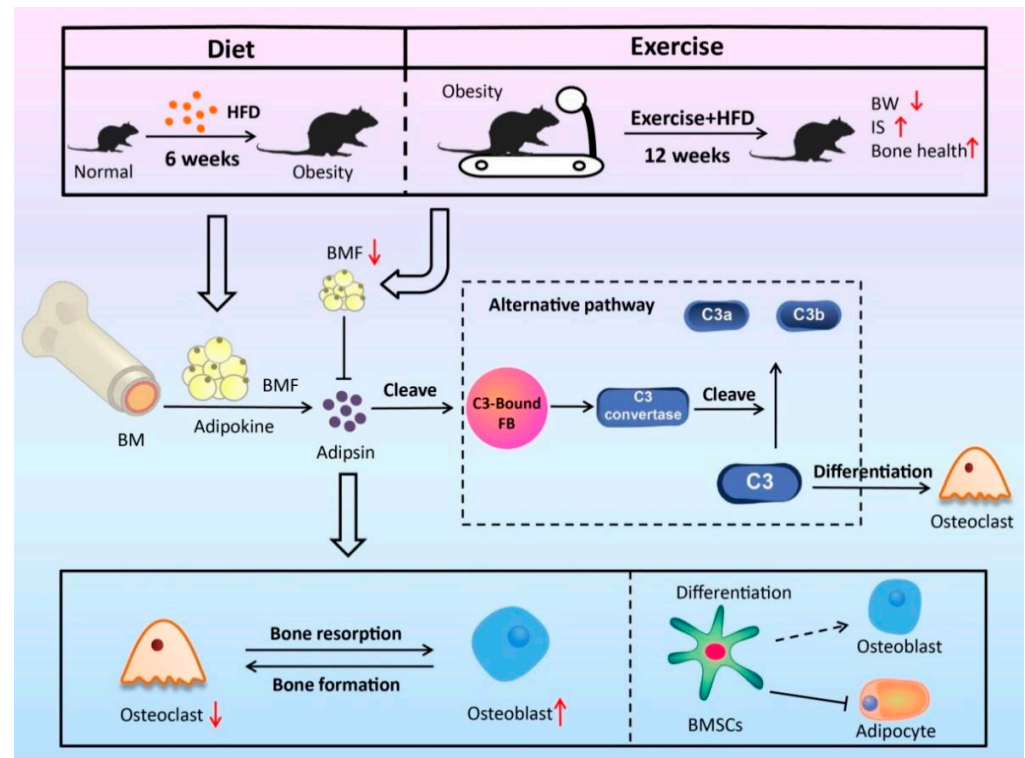 Diet
Exercise
Normal
HFD
6 weeks
Obesity
Obesity
Exercise+HFD
12 weeks
BW ↓
IS ↑
Bone health↑
BMF ↓
BM
BMF
Adipokine
Adipsin
Cleave
Alternative pathway
C3-Bound
FB
C3
convertase
Cleave
C3a
C3b
C3
Differentiation
Osteoclast
Bone resorption
Bone formation
Osteoclast ↓
Osteoblast ↑
Differentiation
BMSCs
Osteoblast
Adipocyte